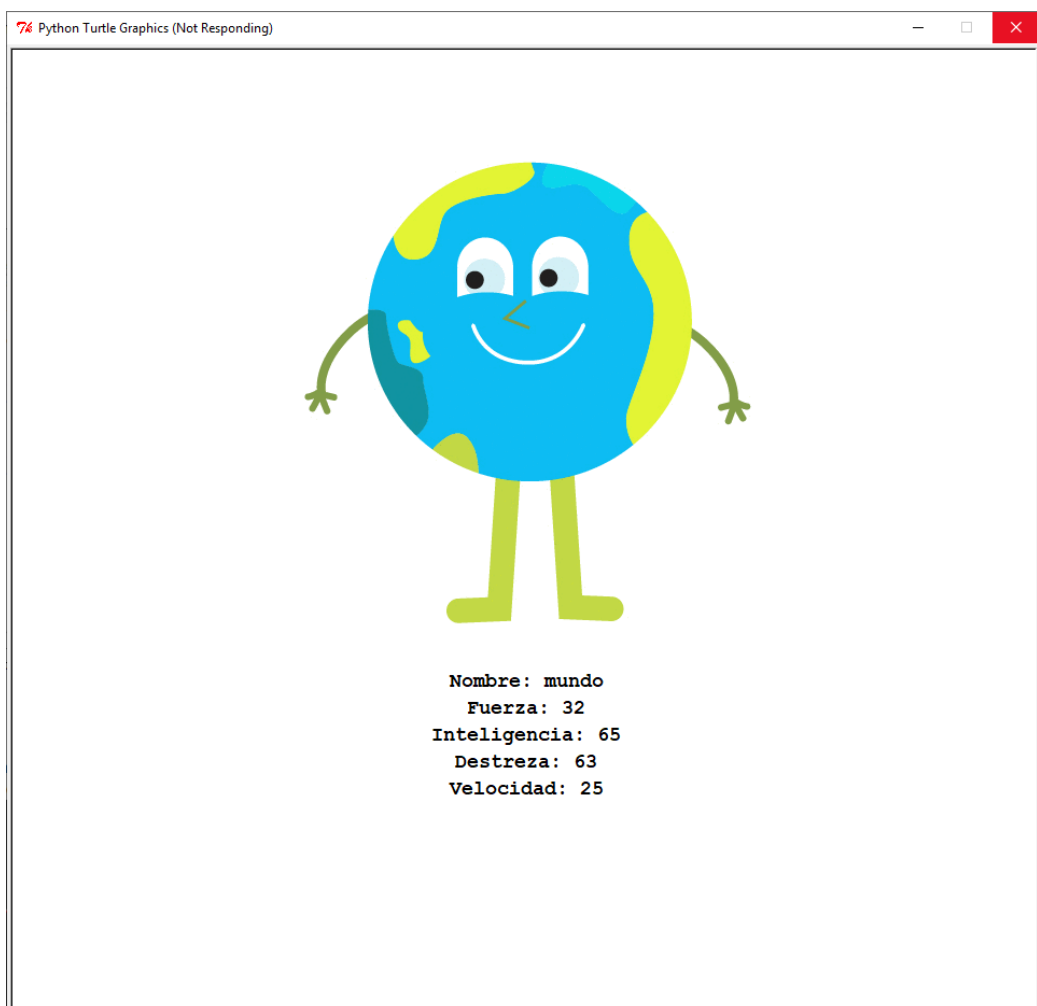 Python Turtle Graphics (Not Responding)
Nombre: mundo
Fuerza: 32
Inteligencia: 65
Destreza: 63
Velocidad: 25